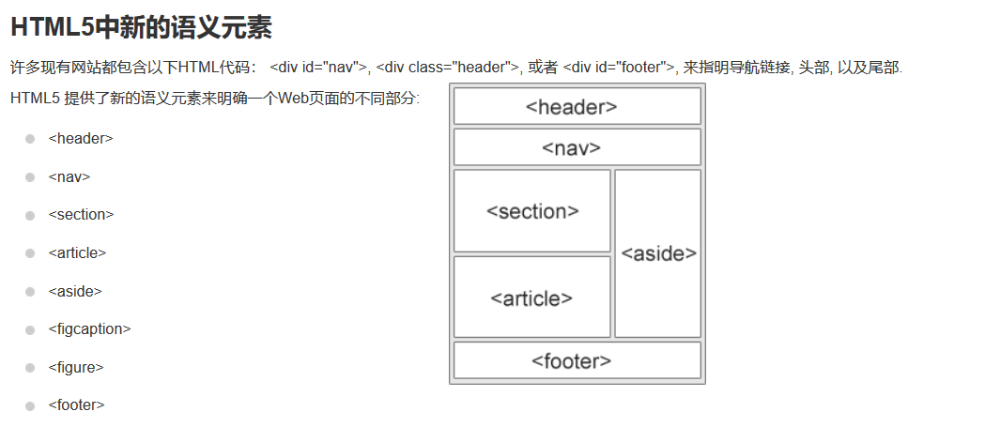 HTML5中新的语义元素
许多现有网站都包含以下HTML代码： <div id="nav">, <div class="header">, 或者 <div id="footer">, 来指明导航链接, 头部, 以及尾部.
HTML5 提供了新的语义元素来明确一个Web页面的不同部分:
<header>
<nav>
<section>
<article>
<aside>
<figcaption>
<figure>
<footer>
<header>
<nav>
<section>
<aside>
<article>
<footer>